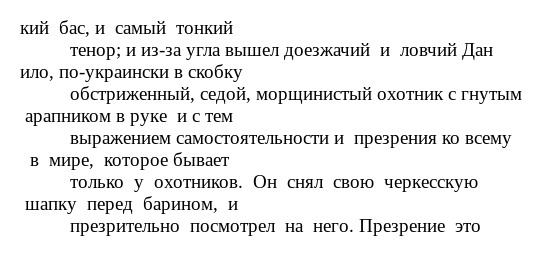 кий бас, и самый тонкий
тенор; и из-за угла вышел доезжачий и ловчий Дан
ило, по-украински в скобку
обстриженный, седой, морщинистый охотник с гнутым
арапником в руке и с тем
выражением самостоятельности и презрения ко всему
в мире, которое бывает
только у охотников. Он снял свою черкесскую
шапку перед барином, и
презрительно посмотрел на него. Презрение это